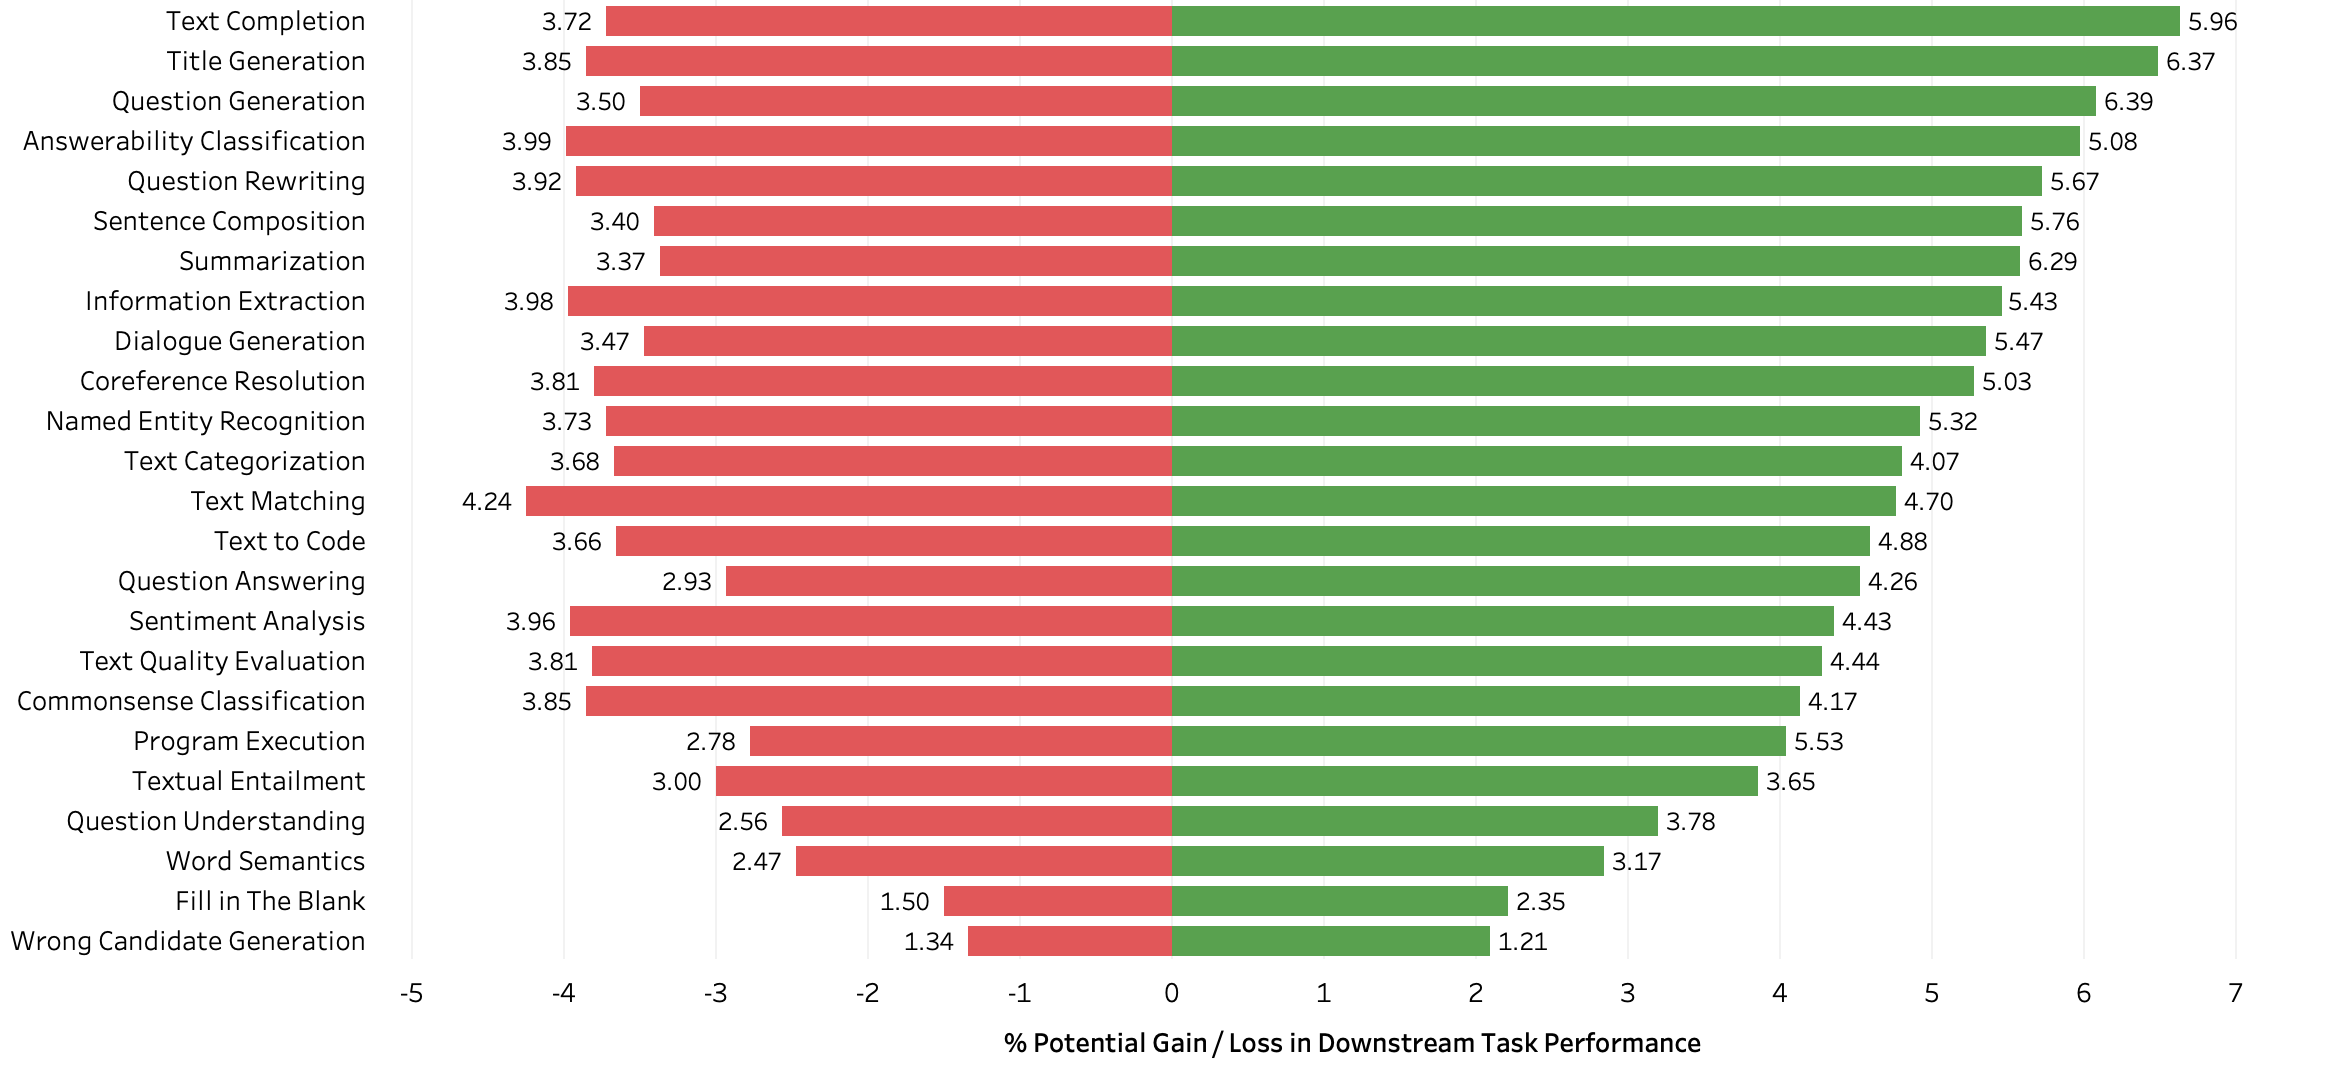 Text Completion 3.72 5.96
Title Generation 3.85 6.37
Question Generation 3.50 6.39
Answerability Classification 3.99 5.08
Question Rewriting 3.92 5.67
Sentence Composition 3.40 5.76
Summarization 3.37 6.29
Information Extraction 3.98 5.43
Dialogue Generation 3.47 5.47
Coreference Resolution 3.81 5.03
Named Entity Recognition 3.73 5.32
Text Categorization 3.68 4.07
Text Matching 4.24 4.70
Text to Code 3.66 4.88
Question Answering 2.93 4.26
Sentiment Analysis 3.96 4.43
Text Quality Evaluation 3.81 4.44
Commonsense Classification 3.85 4.17
Program Execution 2.78 5.53
Textual Entailment 3.00 3.65
Question Understanding 2.56 3.78
Word Semantics 2.47 3.17
Fill in The Blank 1.50 2.35
Wrong Candidate Generation 1.34 1.21
-5 -4 -3 -2 -1 0 1 2 3 4 5 6 7
% Potential Gain / Loss in Downstream Task Performance